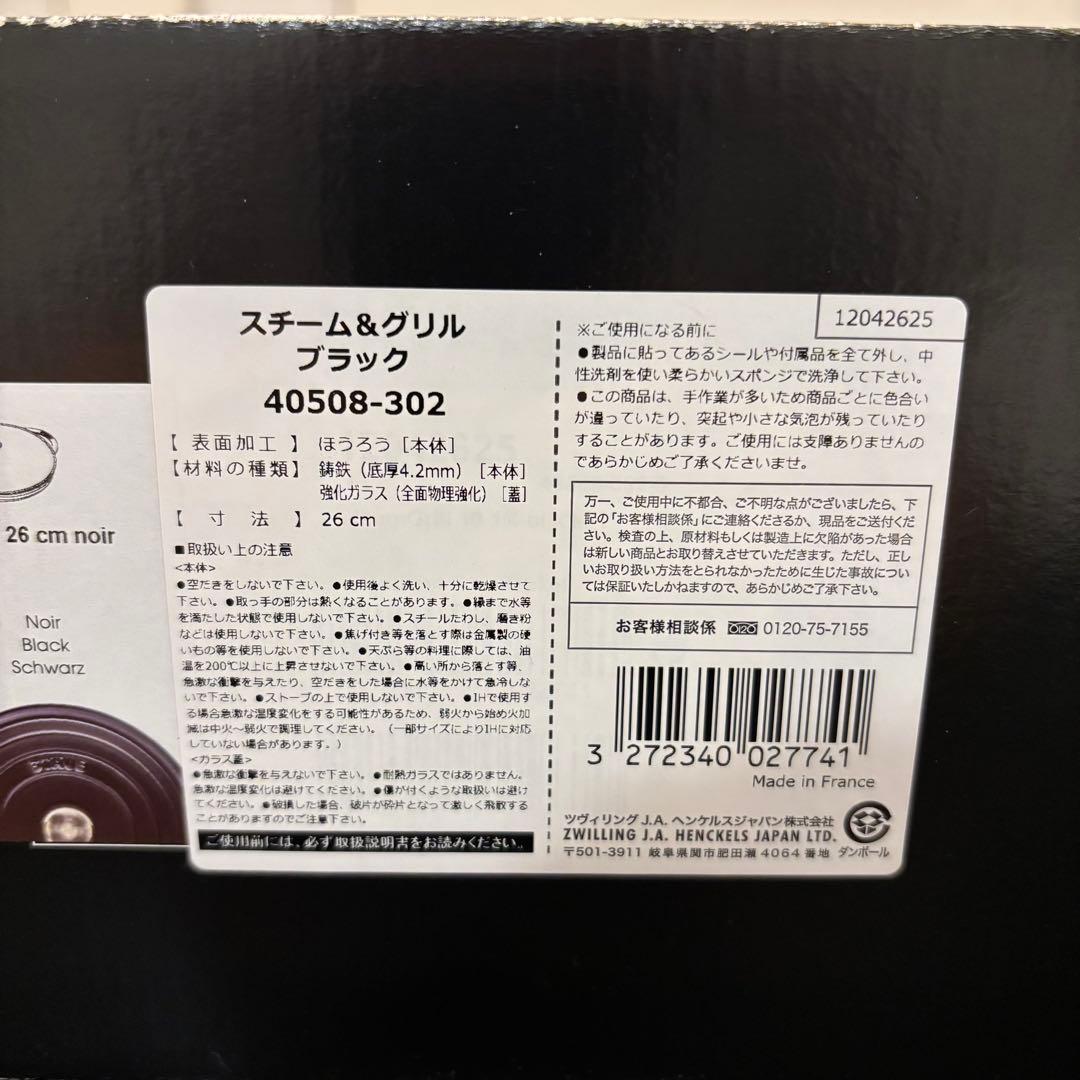 26 cm noir
Noir
Black
Schwarz
スチーム&グリル
ブラック
40508-302
【 表面加工 】 ほうろう [本体]
【材料の種類】 鋳鉄(底厚4.2mm) [本体]
強化ガラス(全面物理強化) [蓋]
【 寸 法 】 26 cm
■取扱い上の注意
<本体>
●空だきをしないで下さい。●使用後よく洗い、十分に乾燥させて
下さい。●取っ手の部分は熱くなることがあります。●縁まで水等
を満たした状態で使用しないで下さい。●スチールたわし、磨き粉
などは使用しないで下さい。●焦げ付き等を落とす際は金属製の硬
いもの等を使用しないで下さい。●天ぷら等の料理に際しては、油
温を200℃以上に上昇させないで下さい。●高い所から落とす等、
急激な衝撃を与えたり、空だきをした場合に水等をかけて急冷しな
いで下さい。●ストーブの上で使用しないで下さい。●IHで使用す
る場合急激な温度変化をする可能性があるため、弱火から始め火加
減は中火～弱火で調理してください。(一部サイズによりIHに対応
していない場合があります。)
<ガラス蓋>
●急激な衝撃を与えないで下さい。●耐熱ガラスではありません。
急激な温度変化は避けてください。●傷が付くような取扱いは避け
てください。●破損した場合、破片が砕片となって激しく飛散する
ことがありますのでご注意下さい。
ご使用前には、必ず取扱説明書をお読みください。
12042625
※ご使用になる前に
●製品に貼ってあるシールや付属品を全て外し、中
性洗剤を使い柔らかいスポンジで洗浄して下さい。
●この商品は、手作業が多いため商品ごとに色合い
が違っていたり、突起や小さな気泡が残っていたり
することがあります。ご使用には支障ありませんの
であらかじめご了承くださいませ。
万一、ご使用中に不都合、ご不明な点がございましたら、下
記の「お客様相談係」にご連絡くださるか、現品をご送付くだ
さい。検査の上、原材料もしくは製造上に欠陥があった場合
は新しい商品とお取り替えさせていただきます。ただし、正し
いお取り扱い方法をとられなかったために生じた事故につい
ては保証いたしかねますので、あらかじめご了承下さい。
お客様相談係 0120-75-7155
3 272340 027741
Made in France
ツヴィリング J.A. ヘンケルスジャパン株式会社
ZWILLING J.A. HENCKELS JAPAN LTD.
〒501-3911 岐阜県関市肥田瀬 4064 番地 ダンボール